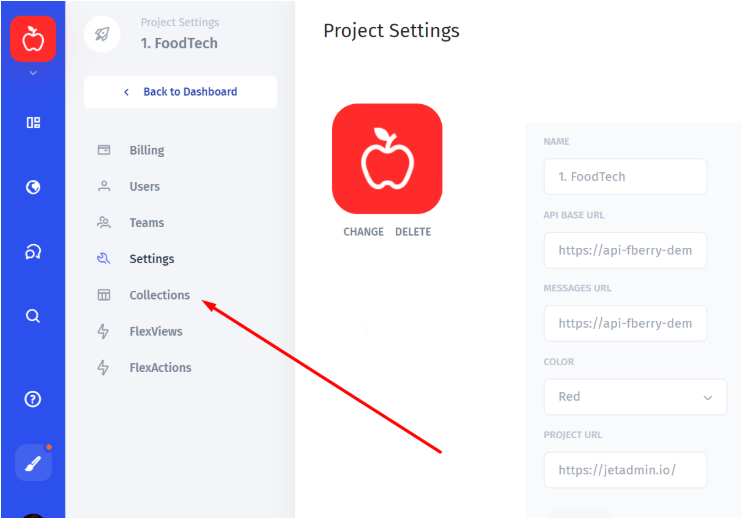 Project Settings
1. FoodTech
Back to Dashboard
Billing
Users
Teams
Settings
Collections
FlexViews
FlexActions
Project Settings
CHANGE DELETE
NAME
1. FoodTech
API BASE URL
https://api-fberry-dem
MESSAGES URL
https://api-fberry-dem
COLOR
Red
PROJECT URL
https://jetadmin.io/